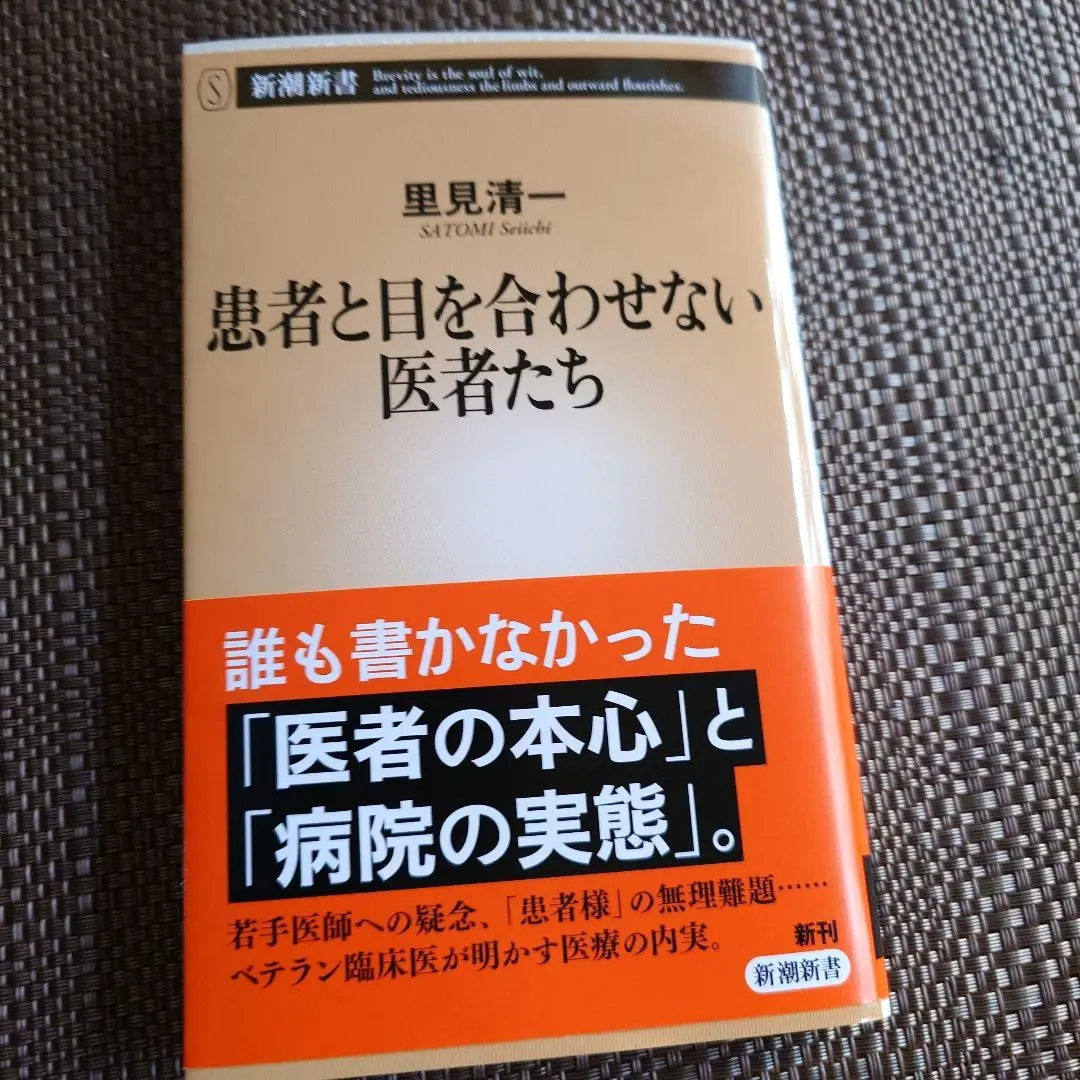 S
新潮新書
Brevity is the soul of wit,
and tediousness the limbs and outward flourishes.
里見清一
SATOMI Seiichi
患者と目を合わせない
医者たち
誰も書かなかった
「医者の本心」と
「病院の実態」。
若手医師への疑念、「患者様」の無理難題……
ベテラン臨床医が明かす医療の内実。
新刊
新潮新書